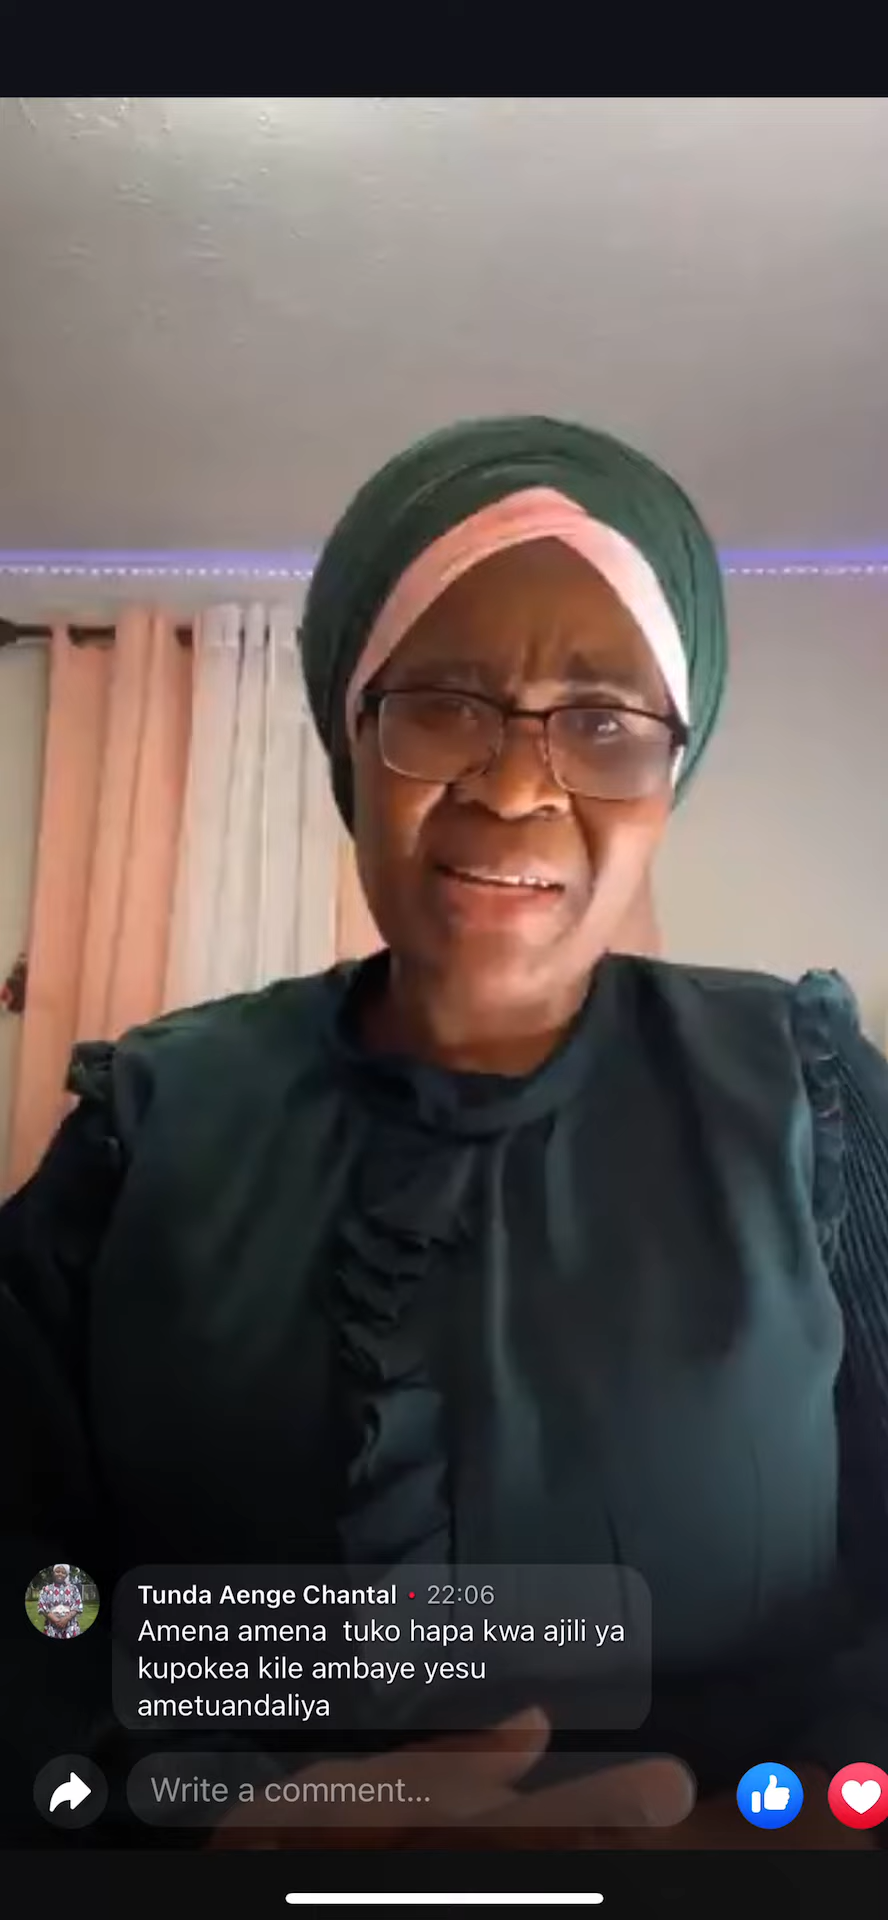 Tunda Aenge Chantal • 22:06
Amena amena  tuko hapa kwa ajili ya
kupokea kile ambaye yesu
ametuandaliya
Write a comment...